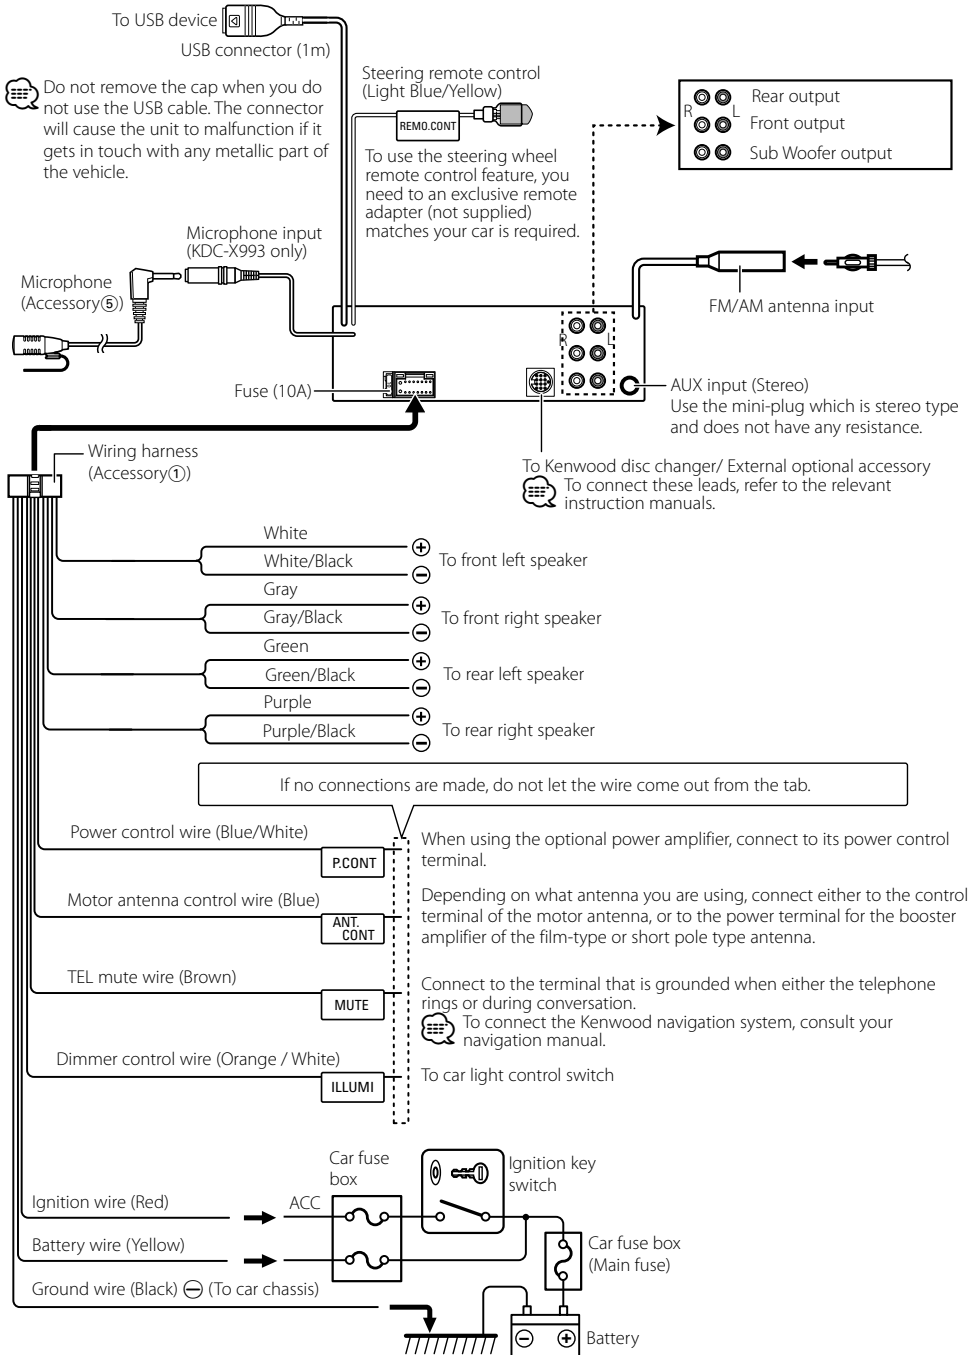 To USB device
USB connector (1m)
Do not remove the cap when you do
not use the USB cable. The connector
will cause the unit to malfunction if it
gets in touch with any metallic part of
the vehicle.
Steering remote control
(Light Blue/Yellow)
REMO.CONT
To use the steering wheel
remote control feature, you
need to an exclusive remote
adapter (not supplied)
matches your car is required.
R
L
Rear output
Front output
Sub Woofer output
Microphone input
(KDC-X993 only)
Microphone
(Accessory⑤)
FM/AM antenna input
R
L
Fuse (10A)
AUX input (Stereo)
Use the mini-plug which is stereo type
and does not have any resistance.
Wiring harness
(Accessory①)
To Kenwood disc changer/ External optional accessory
To connect these leads, refer to the relevant
instruction manuals.
White
White/Black
⊕
⊖
To front left speaker
Gray
Gray/Black
⊕
⊖
To front right speaker
Green
Green/Black
⊕
⊖
To rear left speaker
Purple
Purple/Black
⊕
⊖
To rear right speaker
If no connections are made, do not let the wire come out from the tab.
Power control wire (Blue/White)
P.CONT
When using the optional power amplifier, connect to its power control
terminal.
Motor antenna control wire (Blue)
ANT.
CONT
Depending on what antenna you are using, connect either to the control
terminal of the motor antenna, or to the power terminal for the booster
amplifier of the film-type or short pole type antenna.
TEL mute wire (Brown)
MUTE
Connect to the terminal that is grounded when either the telephone
rings or during conversation.
To connect the Kenwood navigation system, consult your
navigation manual.
Dimmer control wire (Orange / White)
ILLUMI
To car light control switch
Car fuse
box
Ignition key
switch
Ignition wire (Red)
ACC
Battery wire (Yellow)
Car fuse box
(Main fuse)
Ground wire (Black) ⊖ (To car chassis)
⊖
⊕
Battery